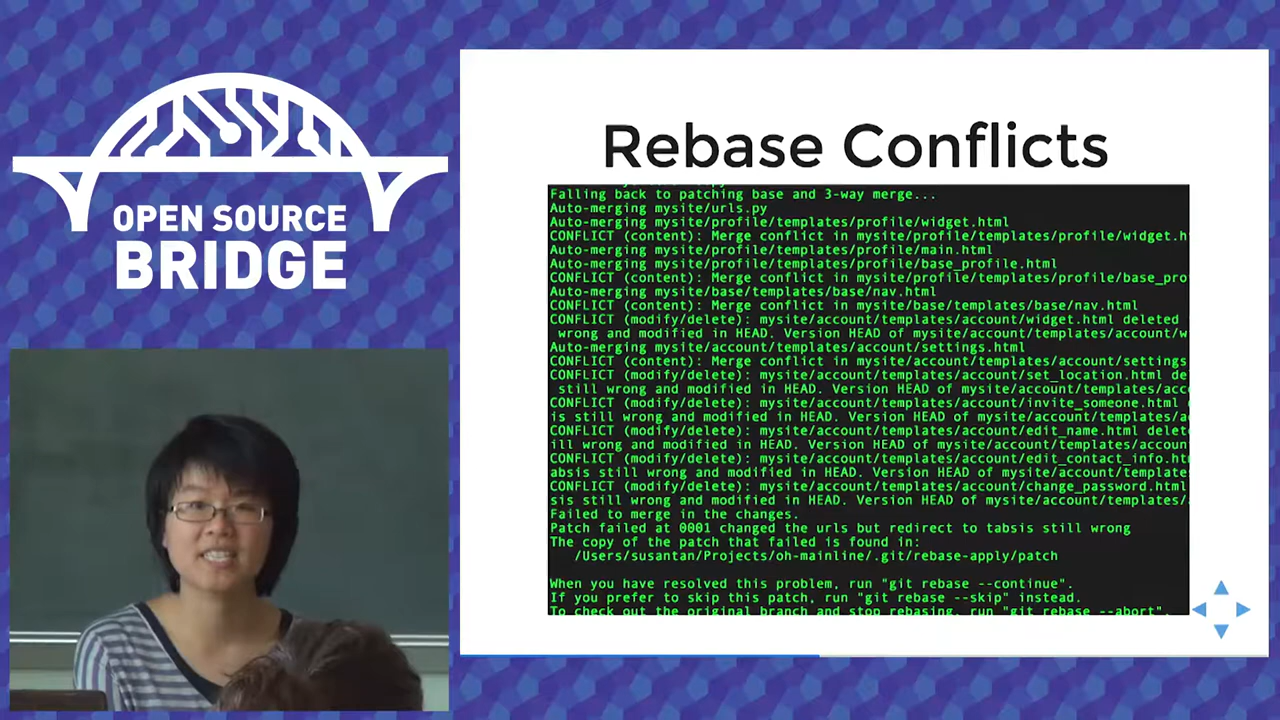 OPEN SOURCE
BRIDGE
Rebase Conflicts
Falling back to patching base and 3-way merge...
Auto-merging mysite/urls.py
Auto-merging mysite/profile/templates/profile/widget.html
CONFLICT (content): Merge conflict in mysite/profile/templates/profile/widget.h
Auto-merging mysite/profile/templates/profile/main.html
Auto-merging mysite/profile/templates/profile/base_profile.html
CONFLICT (content): Merge conflict in mysite/profile/templates/profile/base_pro
Auto-merging mysite/base/templates/base/nav.html
CONFLICT (content): Merge conflict in mysite/base/templates/base/nav.html
CONFLICT (modify/delete): mysite/account/templates/account/widget.html deleted
wrong and modified in HEAD. Version HEAD of mysite/account/templates/account/w
Auto-merging mysite/account/templates/account/settings.html
CONFLICT (content): Merge conflict in mysite/account/templates/account/settings
CONFLICT (modify/delete): mysite/account/templates/account/set_location.html de
still wrong and modified in HEAD. Version HEAD of mysite/account/templates/acc
CONFLICT (modify/delete): mysite/account/templates/account/invite_someone.html
is still wrong and modified in HEAD. Version HEAD of mysite/account/templates/a
CONFLICT (modify/delete): mysite/account/templates/account/edit_name.html delet
ill wrong and modified in HEAD. Version HEAD of mysite/account/templates/accoun
CONFLICT (modify/delete): mysite/account/templates/account/edit_contact_info.ht
absis still wrong and modified in HEAD. Version HEAD of mysite/account/template
CONFLICT (modify/delete): mysite/account/templates/account/change_password.html
sis still wrong and modified in HEAD. Version HEAD of mysite/account/templates/
Failed to merge in the changes.
Patch failed at 0001 changed the urls but redirect to tabsis still wrong
The copy of the patch that failed is found in:
/Users/susantan/Projects/oh-mainline/.git/rebase-apply/patch
When you have resolved this problem, run "git rebase --continue".
If you prefer to skip this patch, run "git rebase --skip" instead.
To check out the original branch and stop rebasing, run "git rebase --abort".